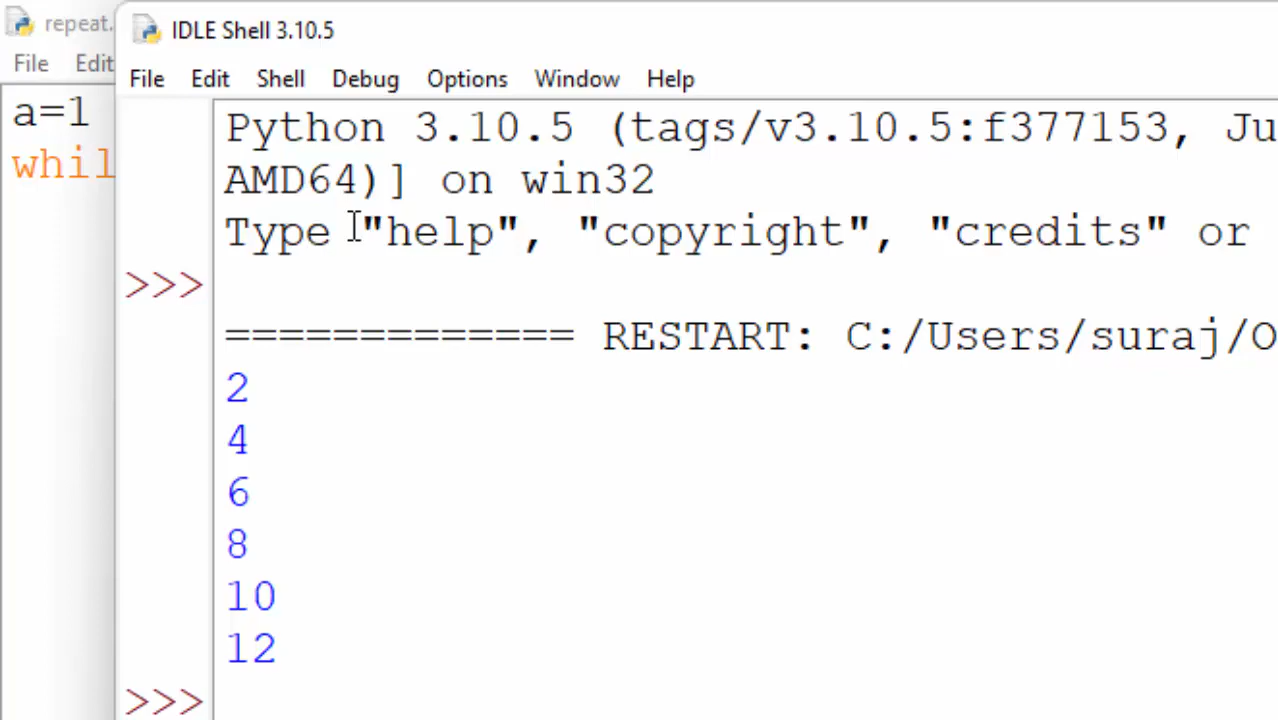 repeat.
File Edit
a=1
whil
IDLE Shell 3.10.5
File Edit Shell Debug Options Window Help
Python 3.10.5 (tags/v3.10.5:f377153, Ju
AMD64)] on win32
Type "help", "copyright", "credits" or
>>>
============= RESTART: C:/Users/suraj/O
2
4
6
8
10
12
>>>